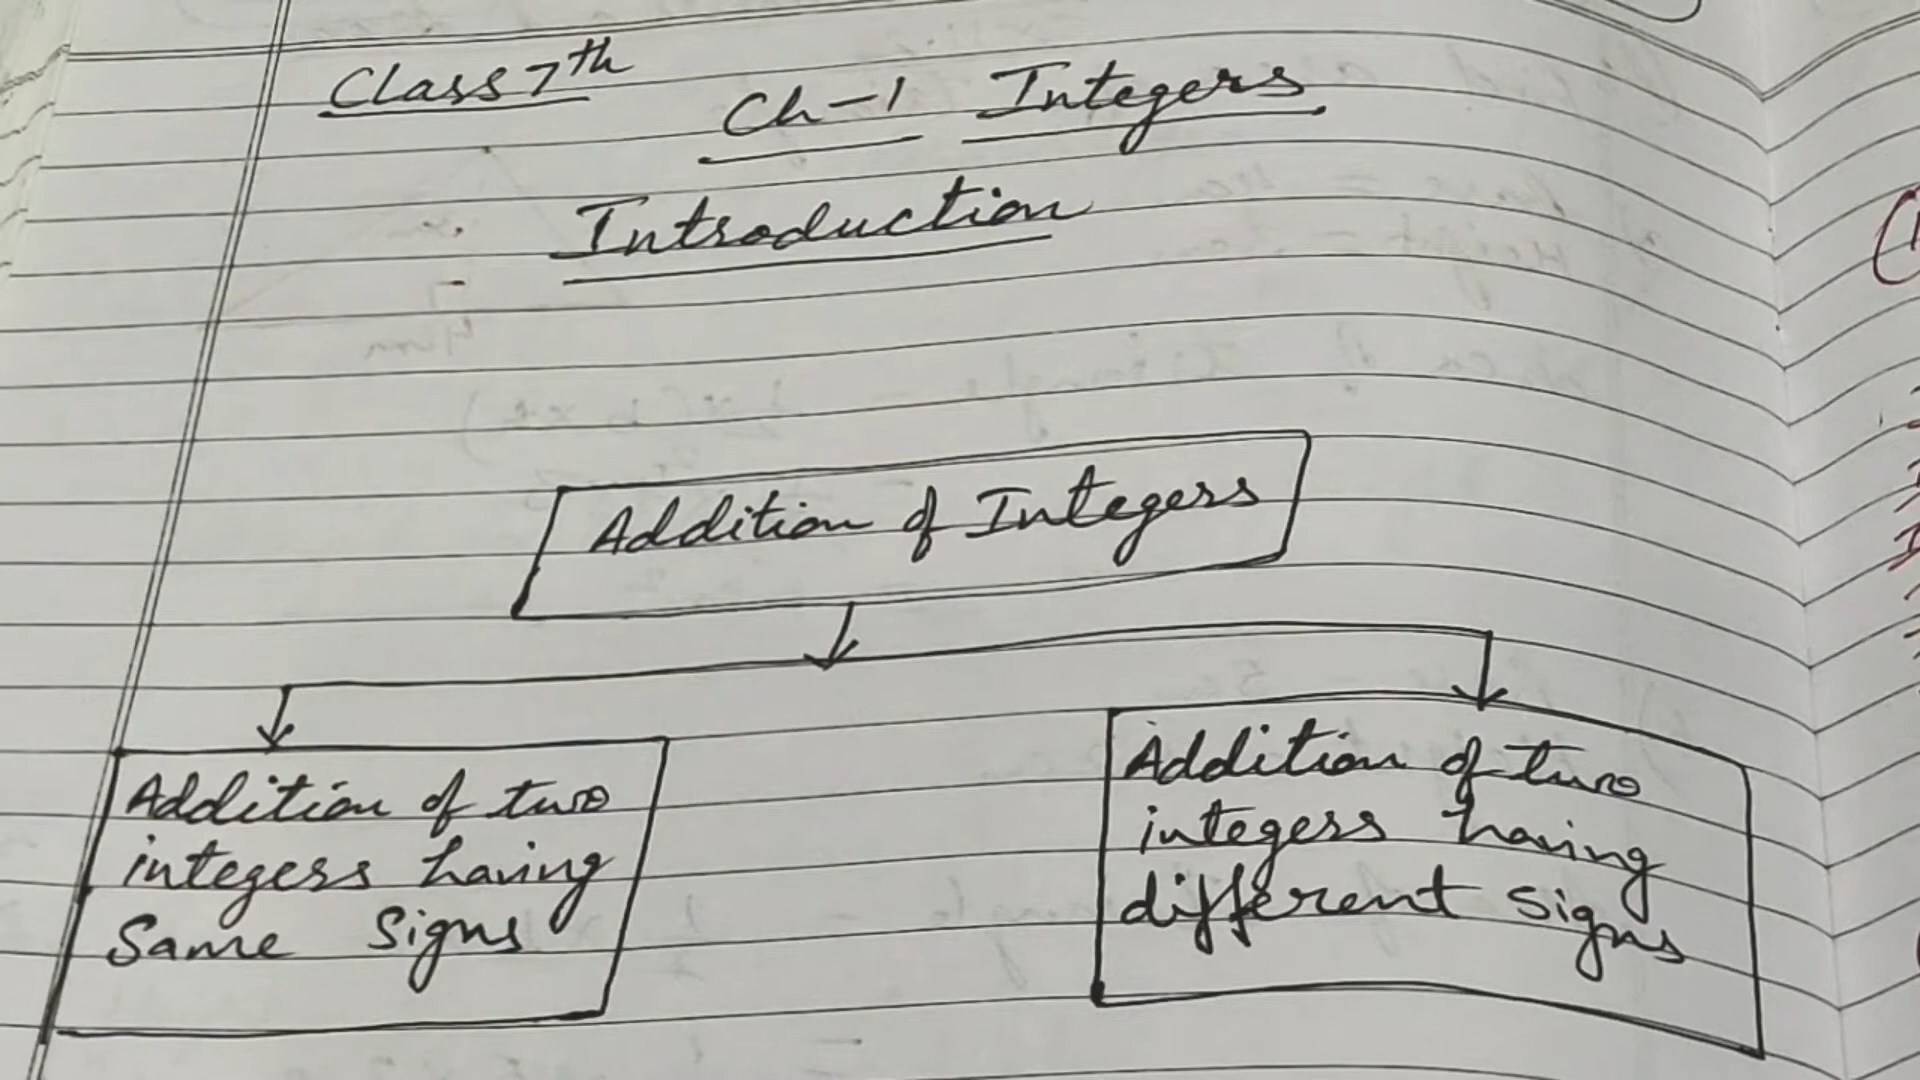 Class 7th
Ch-1 Integers
Introduction
Addition of Integers
Addition of two
integers having
Same Signs
Addition of two
integers having
different signs